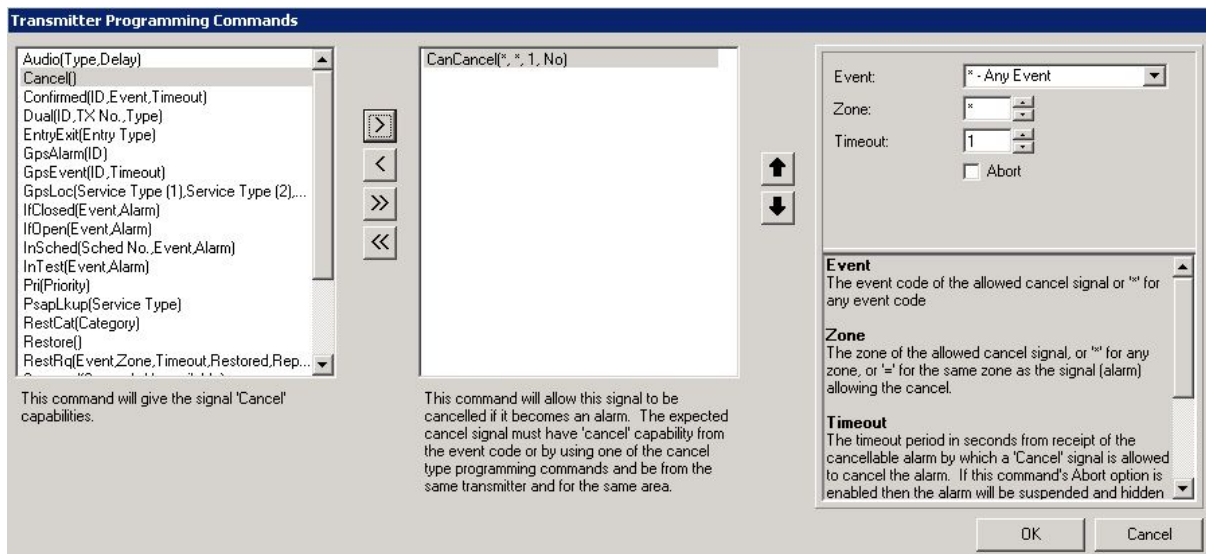 Transmitter Programming Commands
Audio(Type,Delay)
Cancel()
Confirmed(ID,Event,Timeout)
Dual(ID,TX No.,Type)
EntryExit(Entry Type)
GpsAlarm(ID)
GpsEvent(ID,Timeout)
GpsLoc(Service Type (1),Service Type (2),...
IfClosed(Event,Alarm)
IfOpen(Event,Alarm)
InSched(Sched No.,Event,Alarm)
InTest(Event,Alarm)
Pri(Priority)
PsapLkup(Service Type)
RestCat(Category)
Restore()
RestRq(Event,Zone,Timeout,Restored,Rep...
This command will give the signal 'Cancel'
capabilities.
>
<
>>
<<
CanCancel(*, *, 1, No)
This command will allow this signal to be
cancelled if it becomes an alarm. The expected
cancel signal must have 'cancel' capability from
the event code or by using one of the cancel
type programming commands and be from the
same transmitter and for the same area.
Event: * - Any Event
Zone: *
Timeout: 1
Abort
Event
The event code of the allowed cancel signal or '*' for
any event code
Zone
The zone of the allowed cancel signal, or '*' for any
zone, or '=' for the same zone as the signal (alarm)
allowing the cancel.
Timeout
The timeout period in seconds from receipt of the
cancellable alarm by which a 'Cancel' signal is allowed
to cancel the alarm. If this command's Abort option is
enabled then the alarm will be suspended and hidden
OK
Cancel